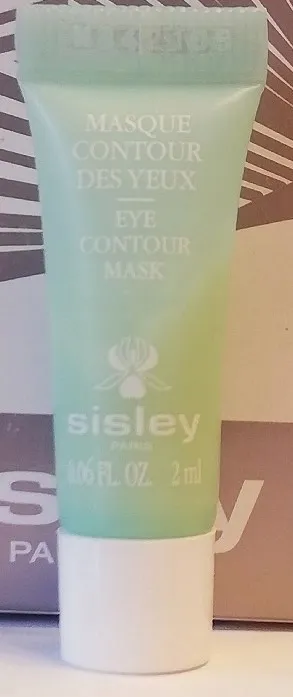 MASQUE
CONTOUR
DES YEUX
EYE
CONTOUR
MASK
sisley
PARIS
0.06 FL. OZ. 2 ml